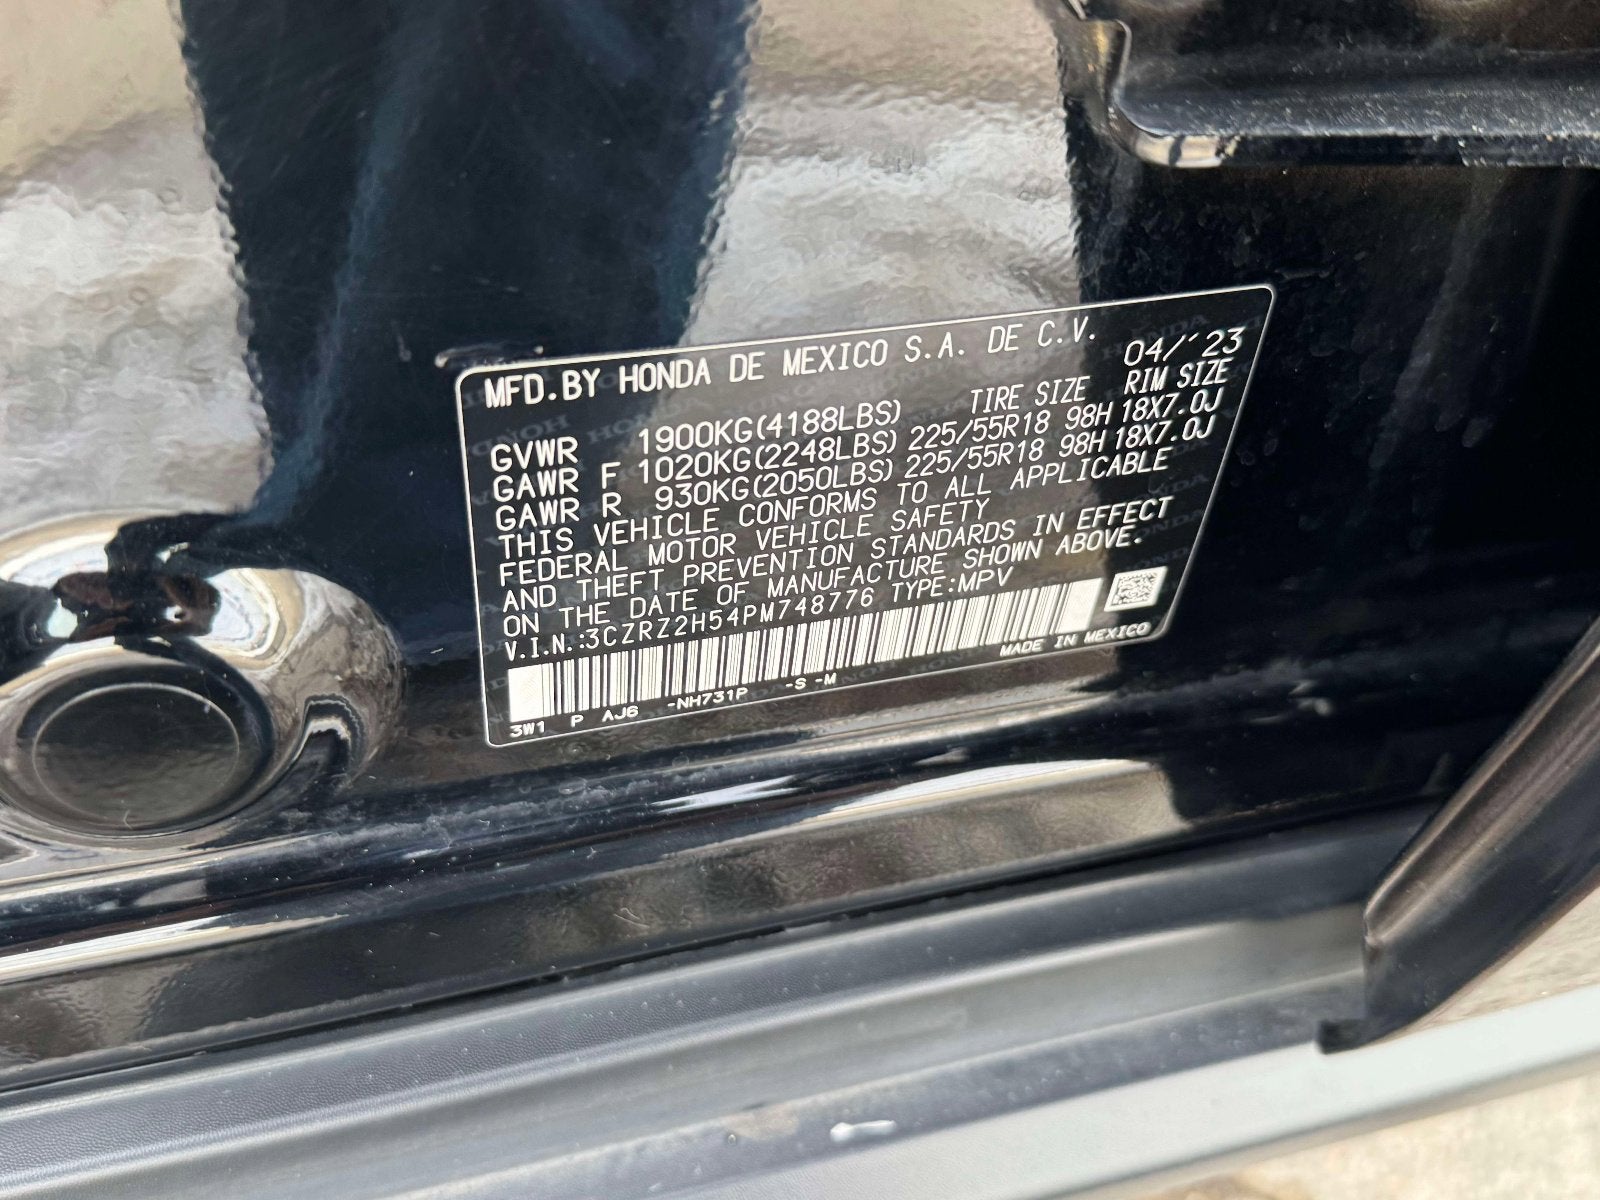 MFD.BY HONDA DE MEXICO S.A. DE C.V. 04/´23
TIRE SIZE RIM SIZE
GVWR 1900KG(4188LBS)
GAWR F 1020KG(2248LBS) 225/55R18 98H 18X7.0J
GAWR R 930KG(2050LBS) 225/55R18 98H 18X7.0J
THIS VEHICLE CONFORMS TO ALL APPLICABLE
FEDERAL MOTOR VEHICLE SAFETY
AND THEFT PREVENTION STANDARDS IN EFFECT
ON THE DATE OF MANUFACTURE SHOWN ABOVE.
V.I.N.:3CZRZ2H54PM748776 TYPE:MPV
MADE IN MEXICO
3W1 P AJ6 -NH731P -S -M